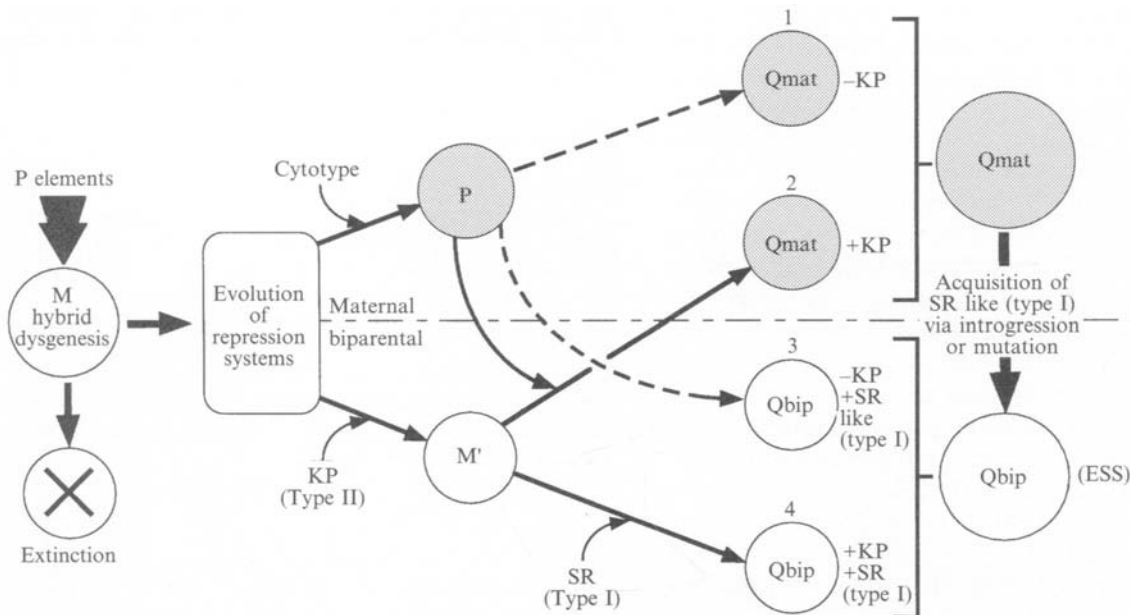 P elements
M
hybrid
dysgenesis
Extinction
Evolution
of
repression
systems
Cytotype
Maternal
biparental
KP
(Type II)
P
M'
SR
(Type I)
1
Qmat
–KP
2
Qmat
+KP
3
Qbip
–KP
+SR
like
(type I)
4
Qbip
+KP
+SR
(type I)
Qmat
Acquisition of
SR like (type I)
via introgression
or mutation
Qbip
(ESS)